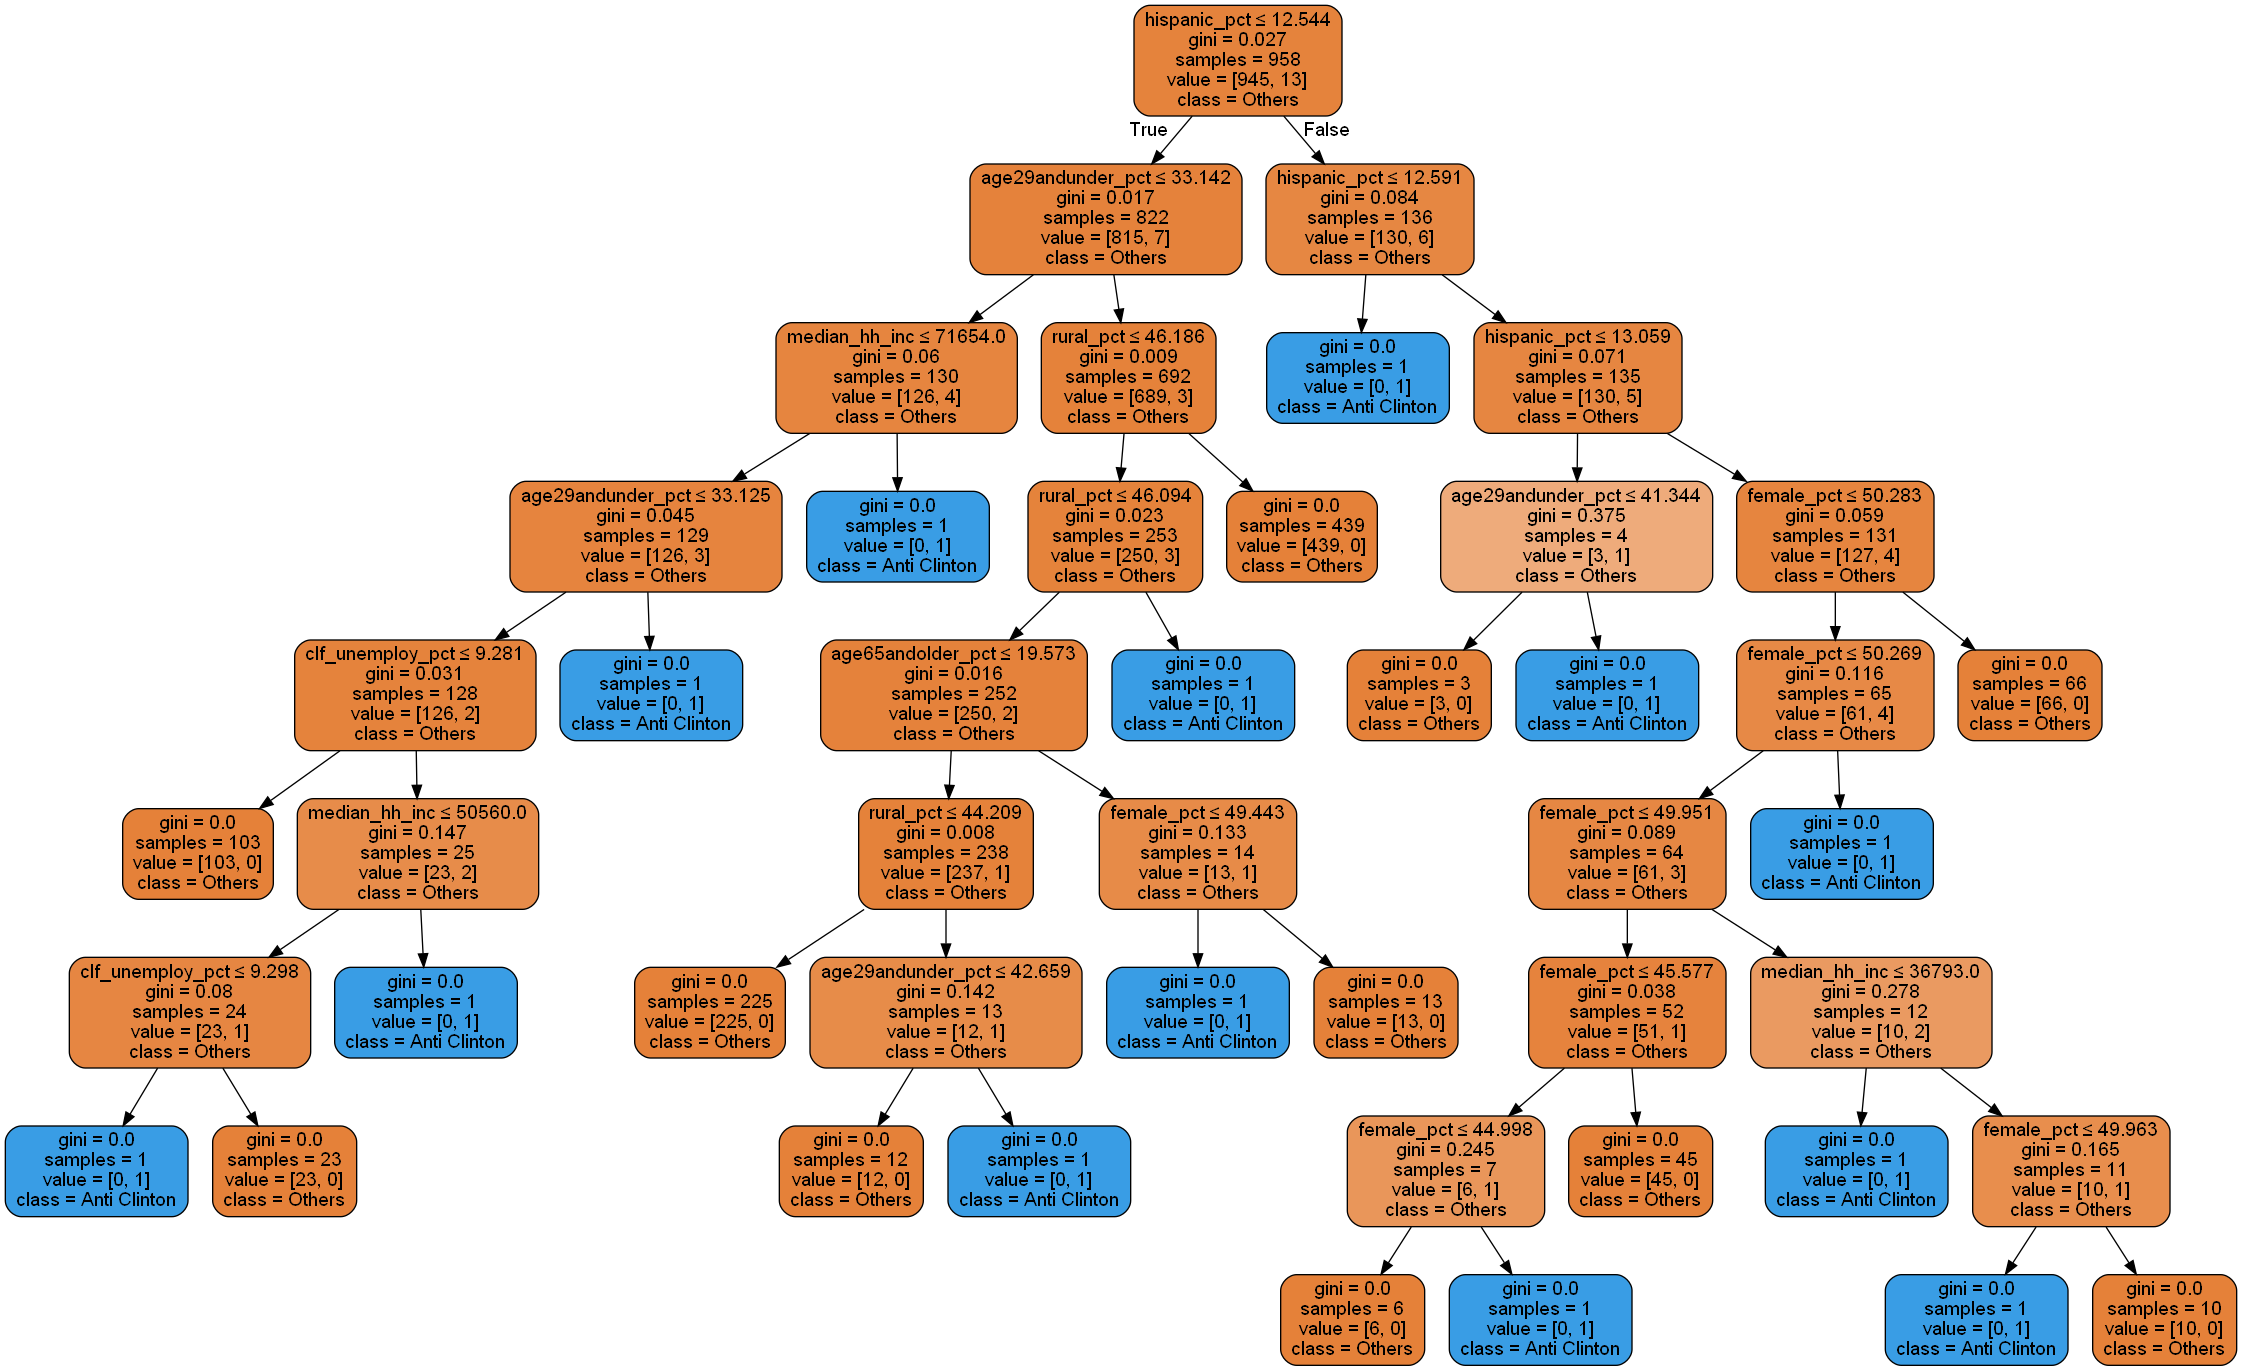 hispanic_pct ≤ 12.544
gini = 0.027
samples = 958
value = [945, 13]
class = Others
True
False
age29andunder_pct ≤ 33.142
gini = 0.017
samples = 822
value = [815, 7]
class = Others
hispanic_pct ≤ 12.591
gini = 0.084
samples = 136
value = [130, 6]
class = Others
median_hh_inc ≤ 71654.0
gini = 0.06
samples = 130
value = [126, 4]
class = Others
rural_pct ≤ 46.186
gini = 0.009
samples = 692
value = [689, 3]
class = Others
gini = 0.0
samples = 1
value = [0, 1]
class = Anti Clinton
hispanic_pct ≤ 13.059
gini = 0.071
samples = 135
value = [130, 5]
class = Others
age29andunder_pct ≤ 33.125
gini = 0.045
samples = 129
value = [126, 3]
class = Others
gini = 0.0
samples = 1
value = [0, 1]
class = Anti Clinton
rural_pct ≤ 46.094
gini = 0.023
samples = 253
value = [250, 3]
class = Others
gini = 0.0
samples = 439
value = [439, 0]
class = Others
age29andunder_pct ≤ 41.344
gini = 0.375
samples = 4
value = [3, 1]
class = Others
female_pct ≤ 50.283
gini = 0.059
samples = 131
value = [127, 4]
class = Others
clf_unemploy_pct ≤ 9.281
gini = 0.031
samples = 128
value = [126, 2]
class = Others
gini = 0.0
samples = 1
value = [0, 1]
class = Anti Clinton
age65andolder_pct ≤ 19.573
gini = 0.016
samples = 252
value = [250, 2]
class = Others
gini = 0.0
samples = 1
value = [0, 1]
class = Anti Clinton
gini = 0.0
samples = 3
value = [3, 0]
class = Others
gini = 0.0
samples = 1
value = [0, 1]
class = Anti Clinton
female_pct ≤ 50.269
gini = 0.116
samples = 65
value = [61, 4]
class = Others
gini = 0.0
samples = 66
value = [66, 0]
class = Others
gini = 0.0
samples = 103
value = [103, 0]
class = Others
median_hh_inc ≤ 50560.0
gini = 0.147
samples = 25
value = [23, 2]
class = Others
rural_pct ≤ 44.209
gini = 0.008
samples = 238
value = [237, 1]
class = Others
female_pct ≤ 49.443
gini = 0.133
samples = 14
value = [13, 1]
class = Others
female_pct ≤ 49.951
gini = 0.089
samples = 64
value = [61, 3]
class = Others
gini = 0.0
samples = 1
value = [0, 1]
class = Anti Clinton
clf_unemploy_pct ≤ 9.298
gini = 0.08
samples = 24
value = [23, 1]
class = Others
gini = 0.0
samples = 1
value = [0, 1]
class = Anti Clinton
gini = 0.0
samples = 225
value = [225, 0]
class = Others
age29andunder_pct ≤ 42.659
gini = 0.142
samples = 13
value = [12, 1]
class = Others
gini = 0.0
samples = 1
value = [0, 1]
class = Anti Clinton
gini = 0.0
samples = 13
value = [13, 0]
class = Others
female_pct ≤ 45.577
gini = 0.038
samples = 52
value = [51, 1]
class = Others
median_hh_inc ≤ 36793.0
gini = 0.278
samples = 12
value = [10, 2]
class = Others
gini = 0.0
samples = 1
value = [0, 1]
class = Anti Clinton
gini = 0.0
samples = 23
value = [23, 0]
class = Others
gini = 0.0
samples = 12
value = [12, 0]
class = Others
gini = 0.0
samples = 1
value = [0, 1]
class = Anti Clinton
female_pct ≤ 44.998
gini = 0.245
samples = 7
value = [6, 1]
class = Others
gini = 0.0
samples = 45
value = [45, 0]
class = Others
gini = 0.0
samples = 1
value = [0, 1]
class = Anti Clinton
female_pct ≤ 49.963
gini = 0.165
samples = 11
value = [10, 1]
class = Others
gini = 0.0
samples = 6
value = [6, 0]
class = Others
gini = 0.0
samples = 1
value = [0, 1]
class = Anti Clinton
gini = 0.0
samples = 1
value = [0, 1]
class = Anti Clinton
gini = 0.0
samples = 10
value = [10, 0]
class = Others